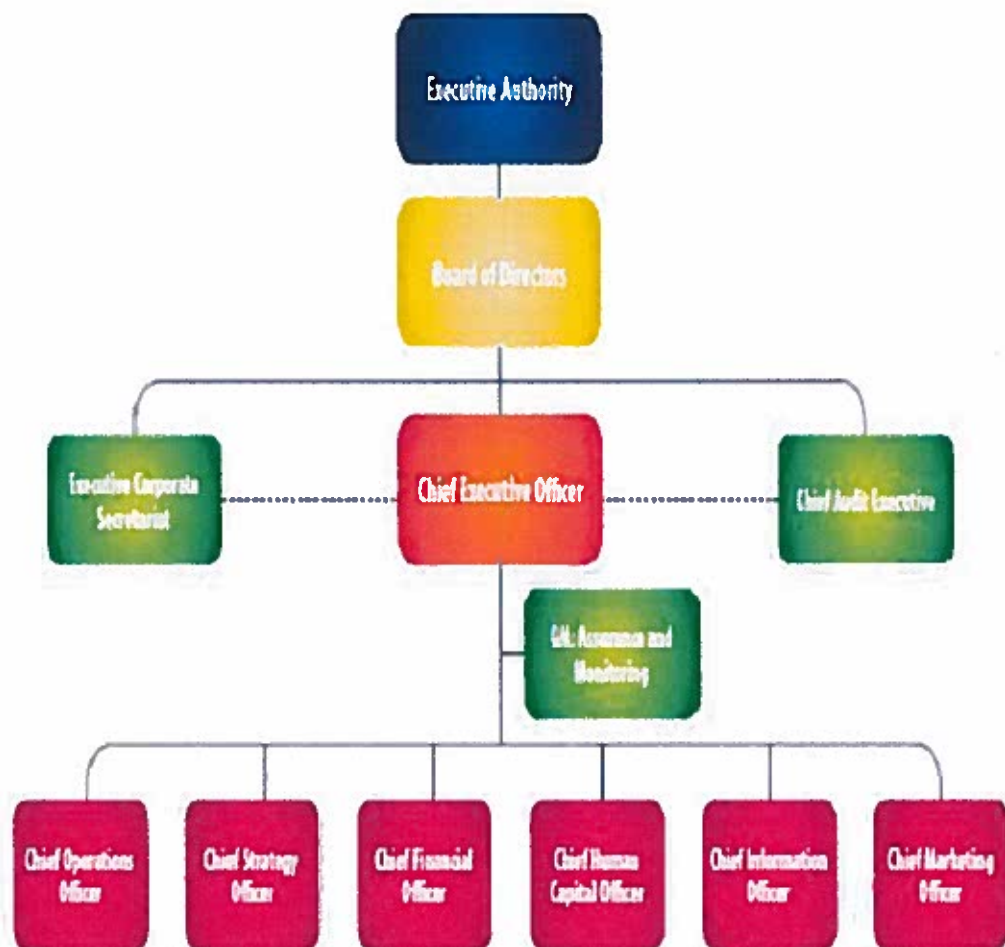 Executive Authority
Board of Directors
Executive Corporate
Secretariat
Chief Executive Officer
Chief Audit Executive
GM: Assurance and
Monitoring
Chief Operations
Officer
Chief Strategy
Officer
Chief Financial
Officer
Chief Human
Capital Officer
Chief Information
Officer
Chief Marketing
Officer